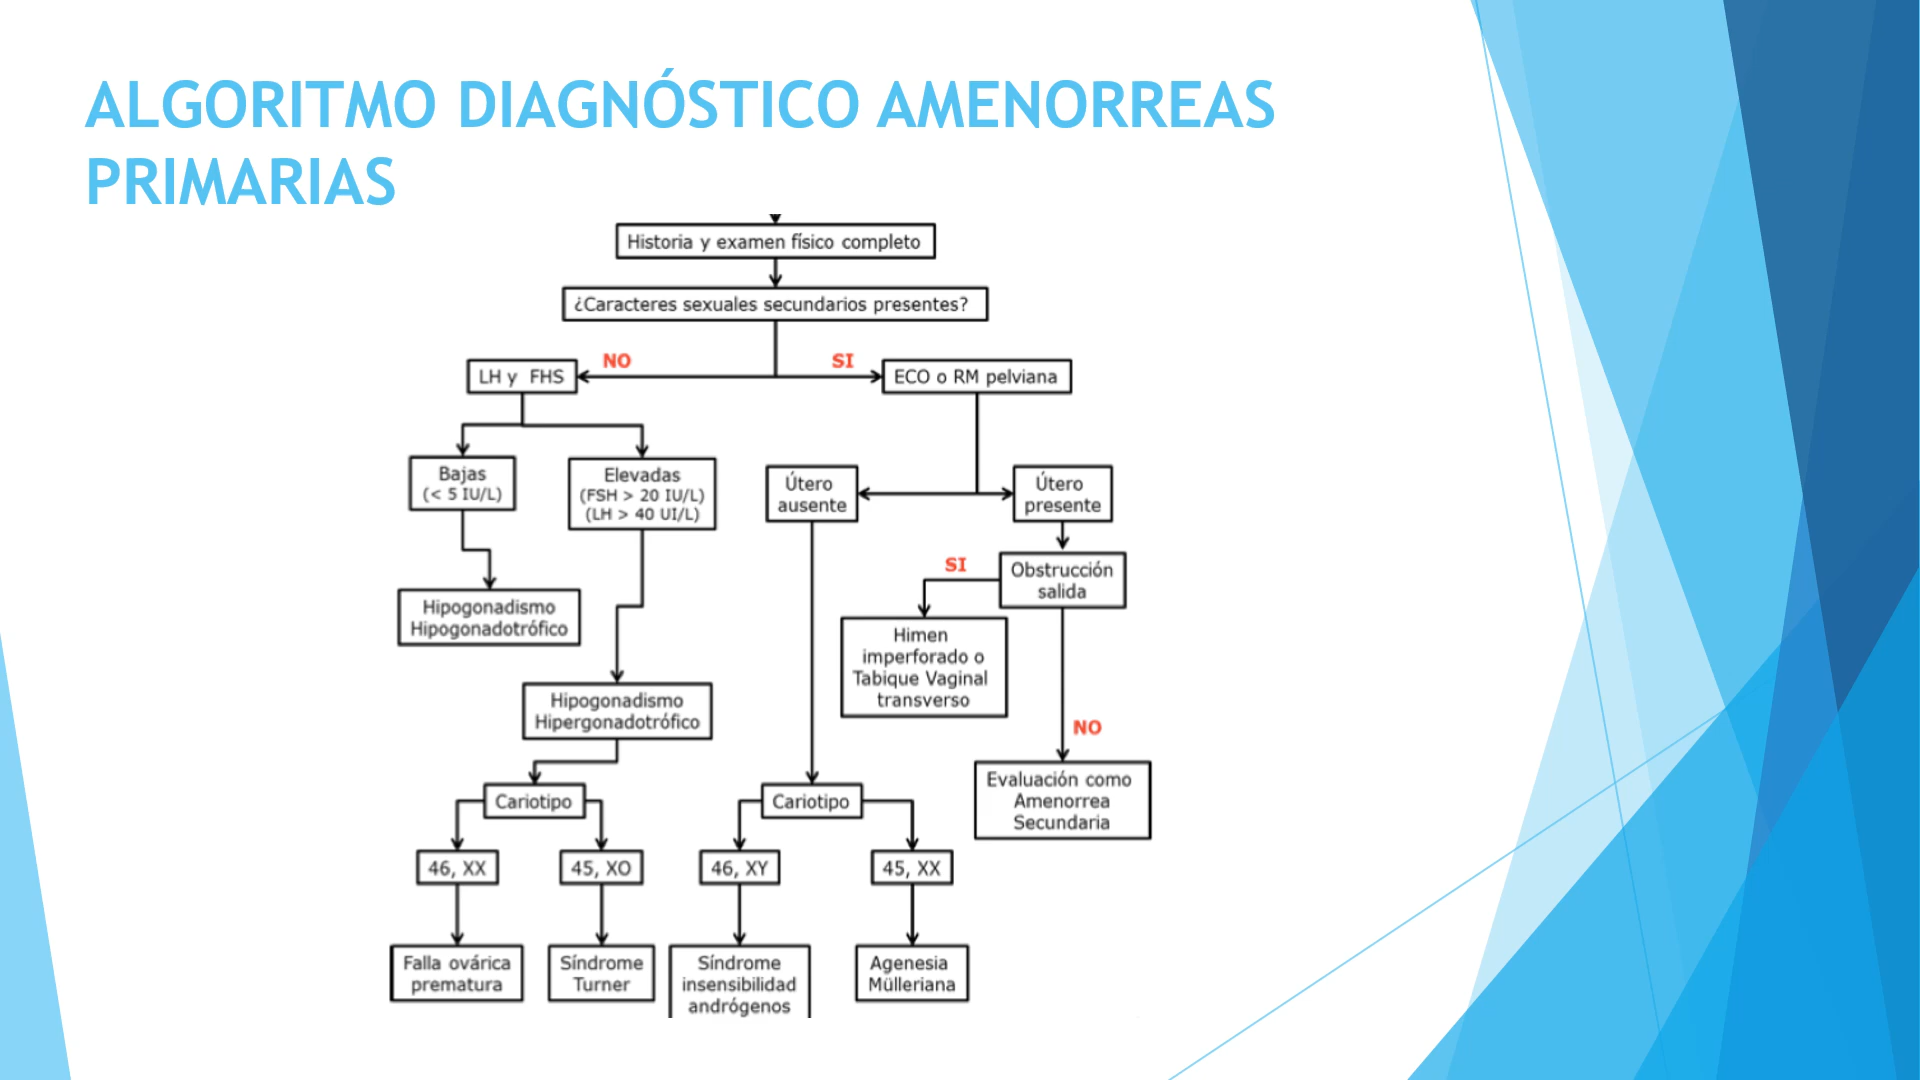 ALGORITMO DIAGNÓSTICO AMENORREAS
PRIMARIAS
Historia y examen físico completo
¿Caracteres sexuales secundarios presentes?
NO
SI
LH y FHS
ECO o RM pelviana
Bajas
(< 5 IU/L)
Elevadas
(FSH > 20 IU/L)
(LH > 40 UI/L)
Útero
ausente
Útero
presente
SI
Obstrucción
salida
Hipogonadismo
Hipogonadotrófico
Himen
imperforado o
Tabique Vaginal
transverso
Hipogonadismo
Hipergonadotrófico
NO
Cariotipo
Cariotipo
Evaluación como
Amenorrea
Secundaria
46, XX
45, XO
46, XY
45, XX
Falla ovárica
prematura
Síndrome
Turner
Síndrome
insensibilidad
andrógenos
Agenesia
Mülleriana